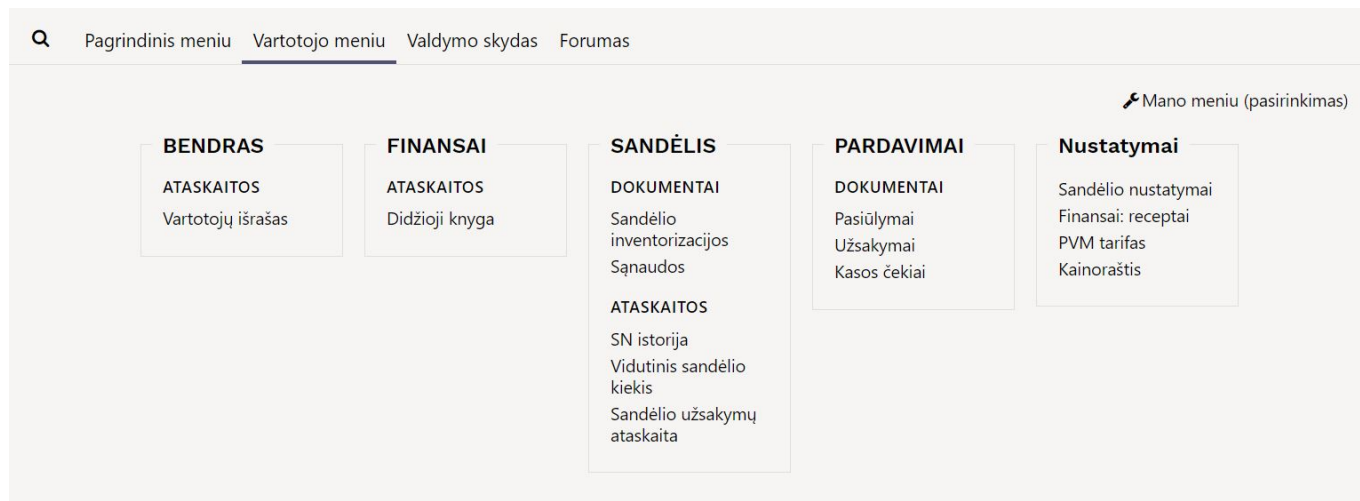 Pagrindinis meniu Vartotojo meniu Valdymo skydas Forumas
Mano meniu (pasirinkimas)
BENDRAS
ATASKAITOS
Vartotojų išrašas
FINANSAI
ATASKAITOS
Didžioji knyga
SANDĖLIS
DOKUMENTAI
Sandėlio
inventorizacijos
Sąnaudos
ATASKAITOS
SN istorija
Vidutinis sandėlio
kiekis
Sandėlio užsakymų
ataskaita
PARDAVIMAI
DOKUMENTAI
Pasiūlymai
Užsakymai
Kasos čekiai
Nustatymai
Sandėlio nustatymai
Finansai: receptai
PVM tarifas
Kainoraštis